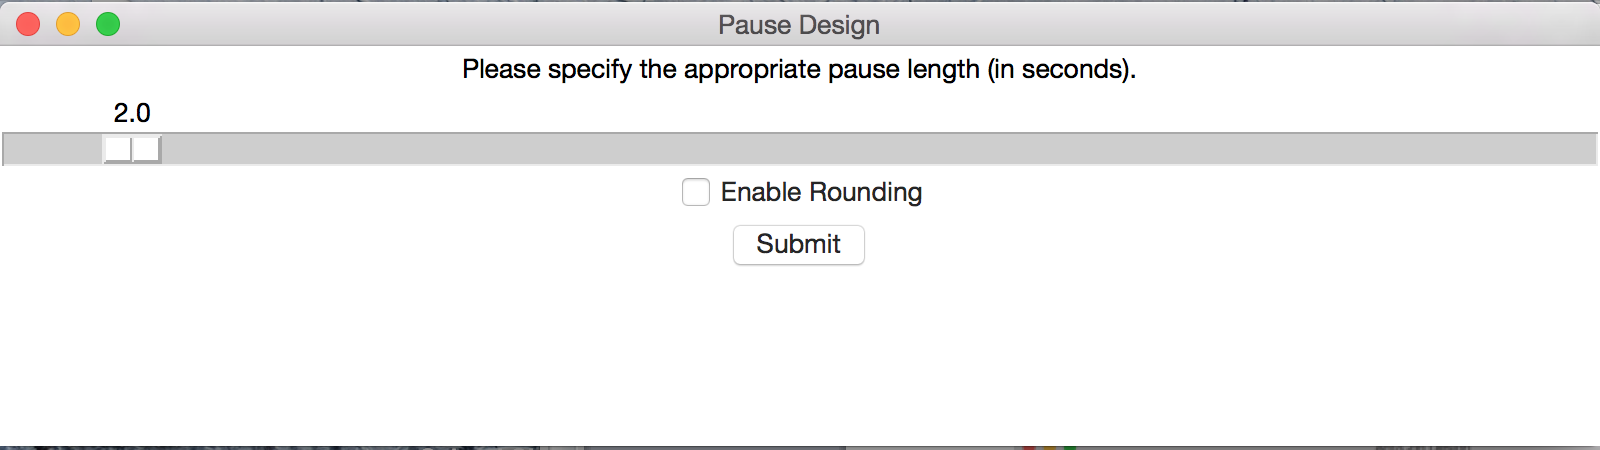 Pause Design
Please specify the appropriate pause length (in seconds).
2.0
Enable Rounding
Submit